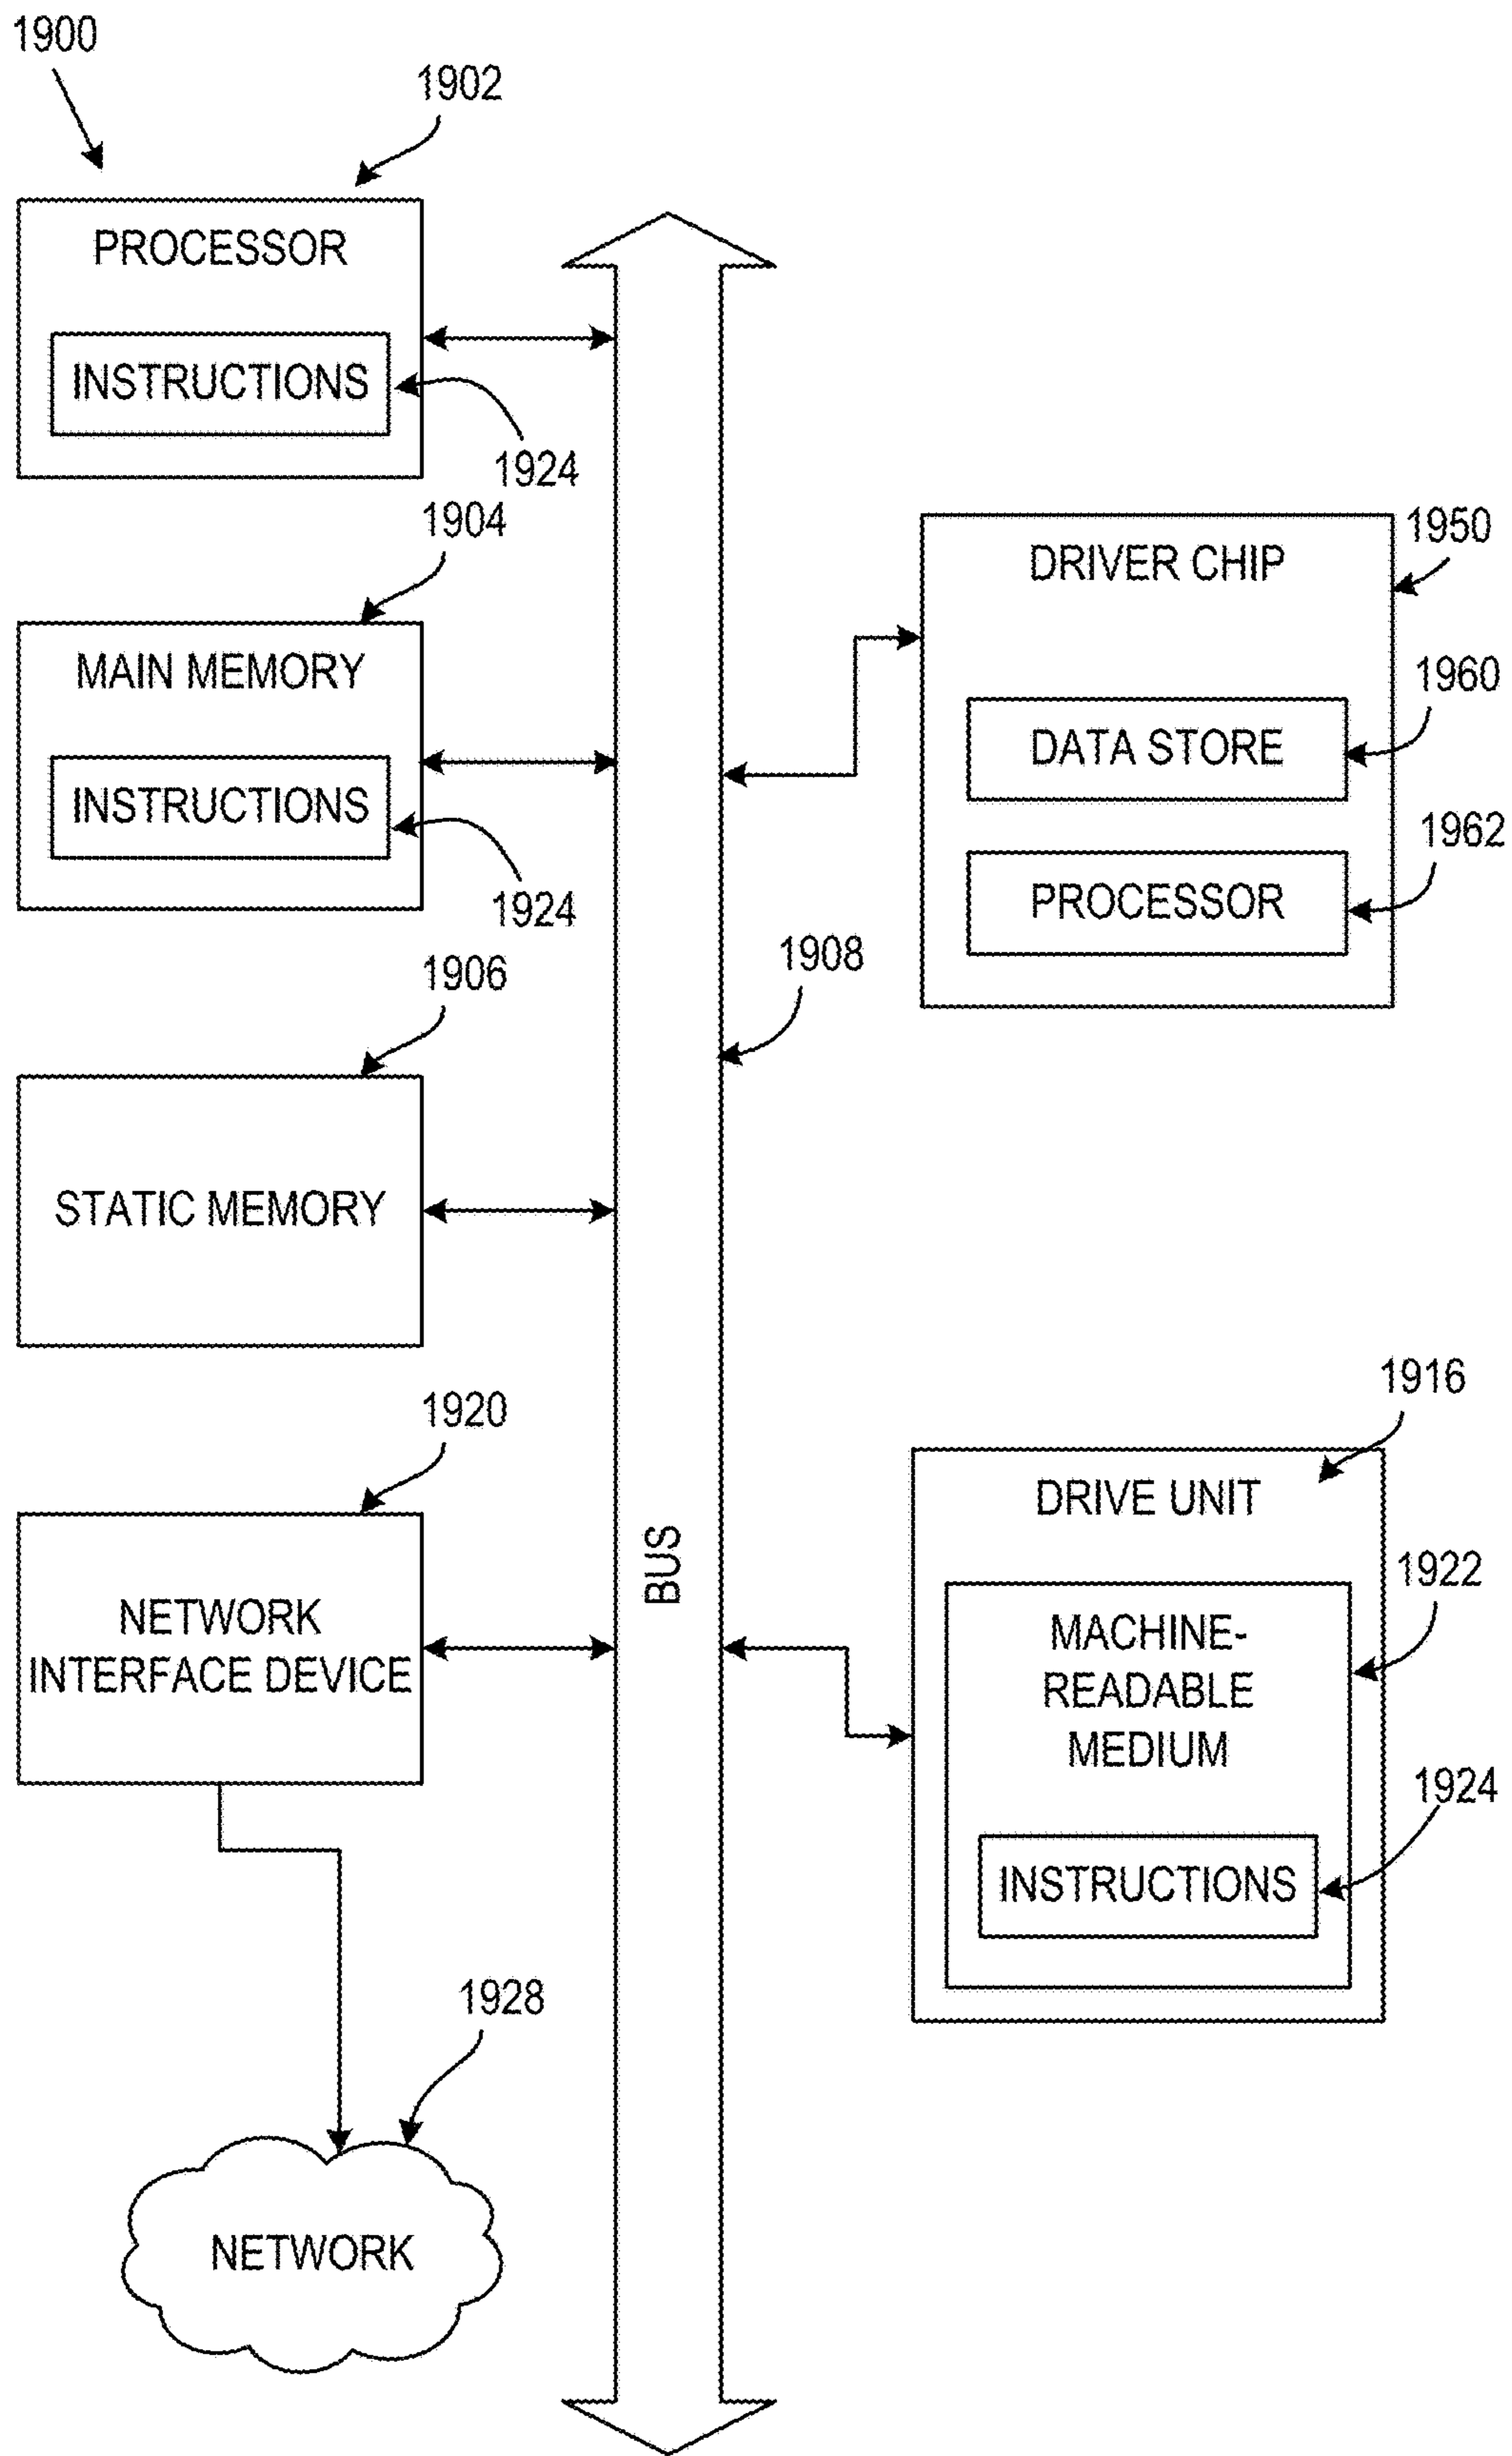 1900
1902
PROCESSOR
INSTRUCTIONS
1924
1904
MAIN MEMORY
INSTRUCTIONS
1924
1906
STATIC MEMORY
1920
NETWORK
INTERFACE DEVICE
1928
NETWORK
BUS
1908
1950
DRIVER CHIP
1960
DATA STORE
1962
PROCESSOR
1916
DRIVE UNIT
1922
MACHINE-
READABLE
MEDIUM
1924
INSTRUCTIONS